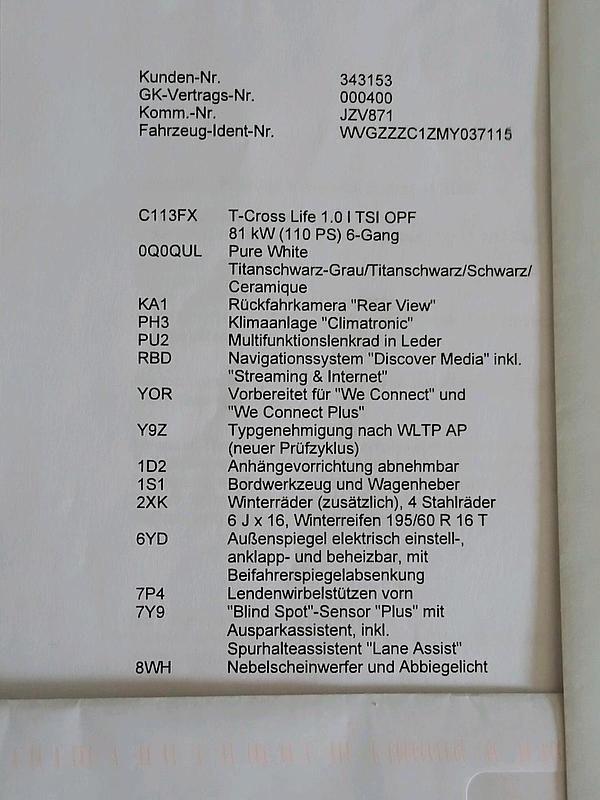 Kunden-Nr. 343153
GK-Vertrags-Nr. 000400
Komm.-Nr. JZV871
Fahrzeug-Ident-Nr. WVGZZZC1ZMY037115
C113FX T-Cross Life 1.0 l TSI OPF
81 kW (110 PS) 6-Gang
0Q0QUL Pure White
Titanschwarz-Grau/Titanschwarz/Schwarz/
Ceramique
KA1 Rückfahrkamera "Rear View"
PH3 Klimaanlage "Climatronic"
PU2 Multifunktionslenkrad in Leder
RBD Navigationssystem "Discover Media" inkl.
"Streaming & Internet"
YOR Vorbereitet für "We Connect" und
"We Connect Plus"
Y9Z Typgenehmigung nach WLTP AP
(neuer Prüfzyklus)
1D2 Anhängevorrichtung abnehmbar
1S1 Bordwerkzeug und Wagenheber
2XK Winterräder (zusätzlich), 4 Stahlräder
6 J x 16, Winterreifen 195/60 R 16 T
6YD Außenspiegel elektrisch einstell-,
anklapp- und beheizbar, mit
Beifahrerspiegelabsenkung
7P4 Lendenwirbelstützen vorn
7Y9 "Blind Spot"-Sensor "Plus" mit
Ausparkassistent, inkl.
Spurhalteassistent "Lane Assist"
8WH Nebelscheinwerfer und Abbiegelicht